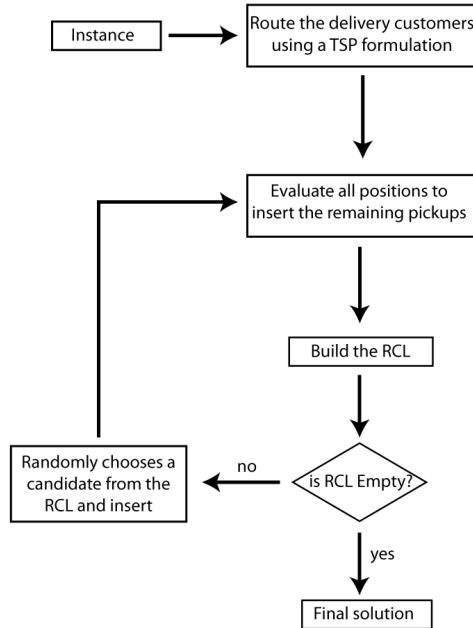 Instance
Route the delivery customers
using a TSP formulation
Evaluate all positions to
insert the remaining pickups
Build the RCL
is RCL Empty?
no
Randomly chooses a
candidate from the
RCL and insert
yes
Final solution